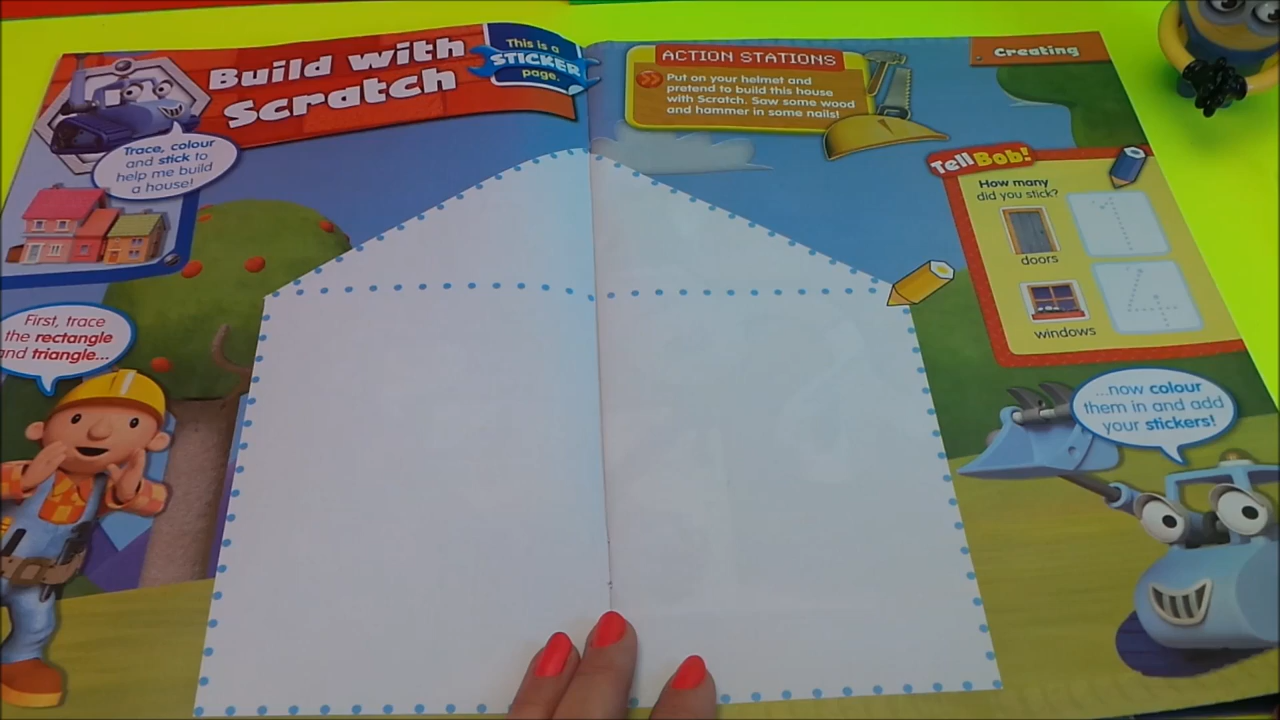 Build with
Scratch
This is a
STICKER
page.
Trace, colour
and stick to
help me build
a house!
First, trace
the rectangle
and triangle...
ACTION STATIONS
Put on your helmet and
pretend to build this house
with Scratch. Saw some wood
and hammer in some nails!
Creating
Tell Bob!
How many
did you stick?
1
doors
4
windows
...now colour
them in and add
your stickers!